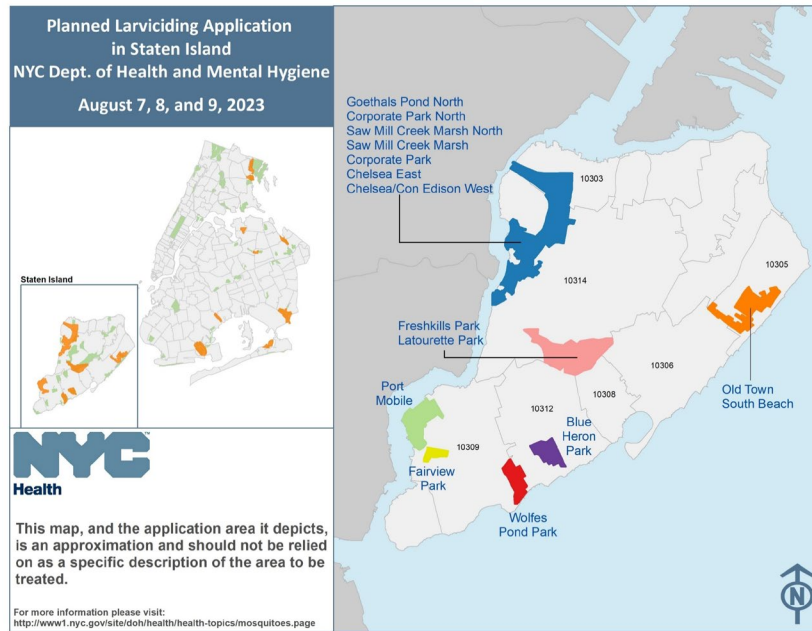 Planned Larviciding Application
in Staten Island
NYC Dept. of Health and Mental Hygiene
August 7, 8, and 9, 2023
Staten Island
NYC
Health
This map, and the application area it depicts,
is an approximation and should not be relied
on as a specific description of the area to be
treated.
For more information please visit:
http://www1.nyc.gov/site/doh/health/health-topics/mosquitoes.page
Goethals Pond North
Corporate Park North
Saw Mill Creek Marsh North
Saw Mill Creek Marsh
Corporate Park
Chelsea East
Chelsea/Con Edison West
10303
10305
10314
Freshkills Park
Latourette Park
10306
Old Town
South Beach
Port
Mobile
10308
10312
Blue
Heron
Park
10309
Fairview
Park
Wolfes
Pond Park
N